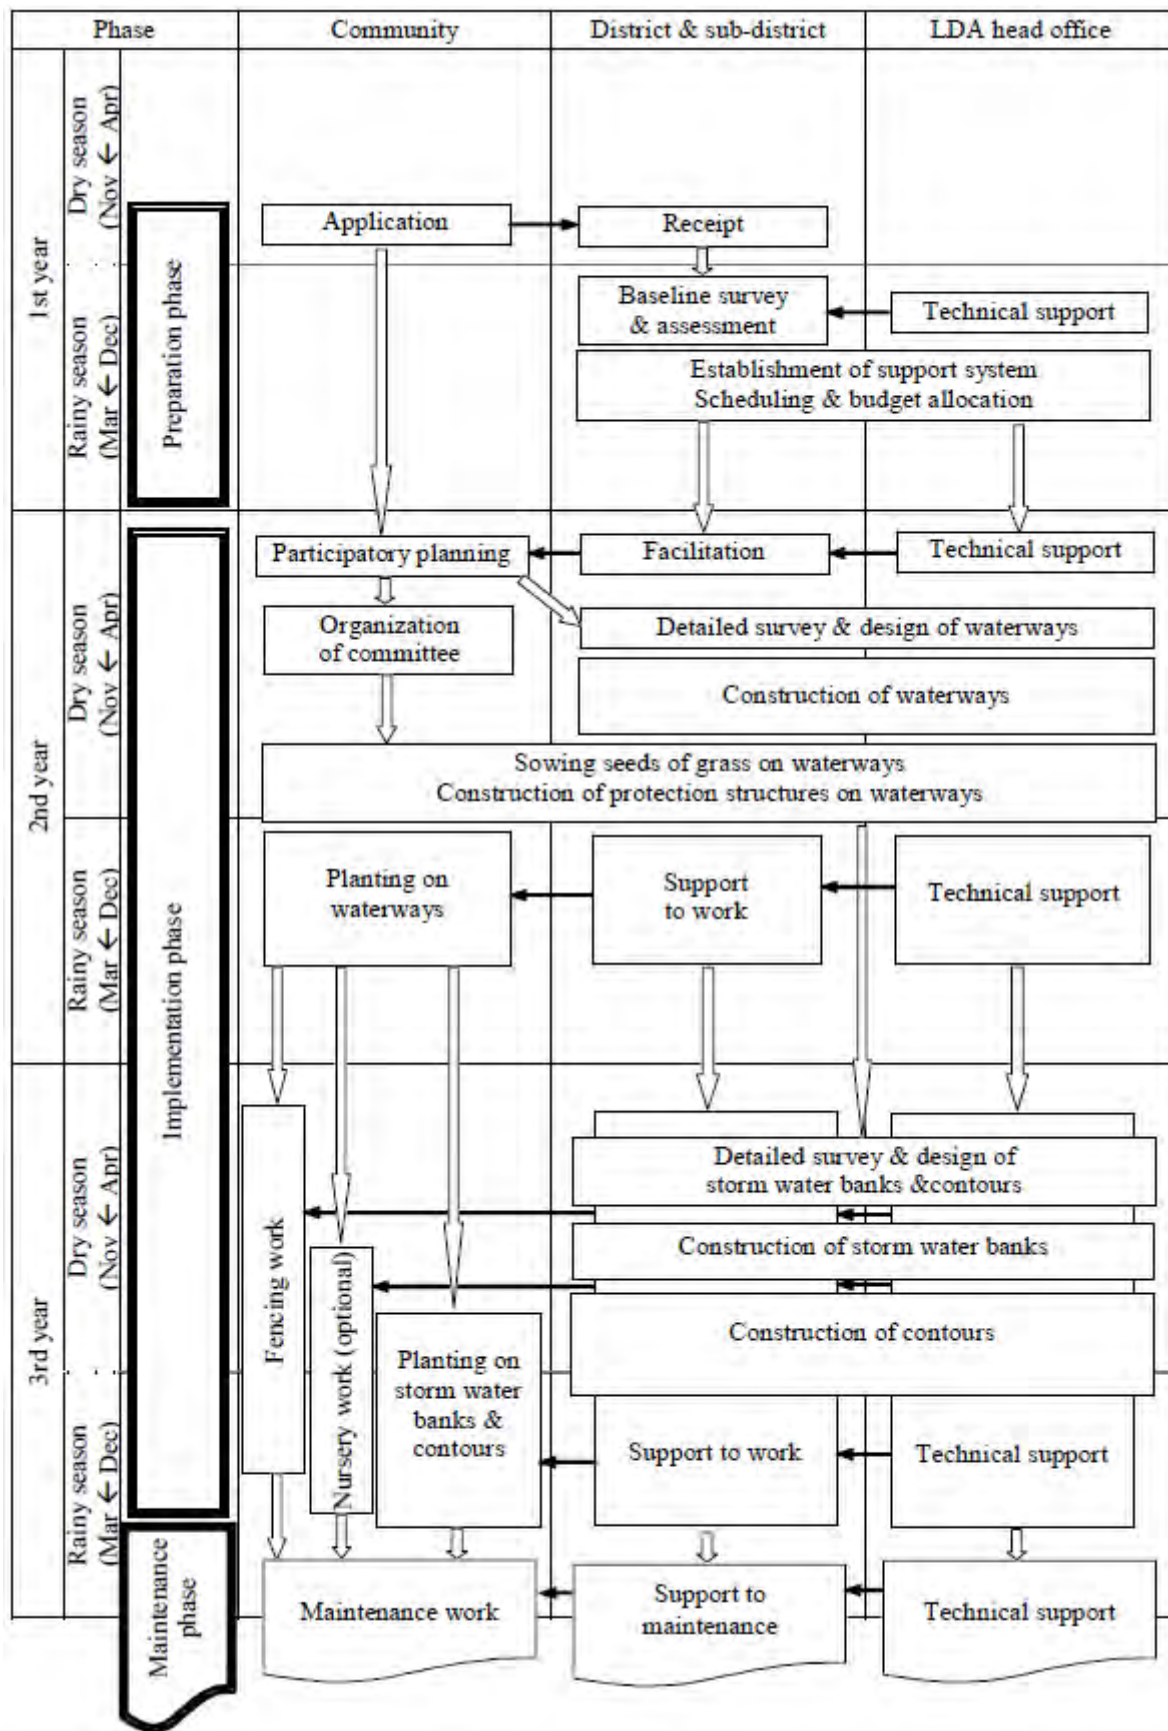 Phase
Community
District & sub-district
LDA head office
1st year
Dry season
(Nov ← Apr)
Rainy season
(Mar ← Dec)
Preparation phase
Application
Receipt
Baseline survey
& assessment
Technical support
Establishment of support system
Scheduling & budget allocation
2nd year
Dry season
(Nov ← Apr)
Rainy season
(Mar ← Dec)
Implementation phase
Participatory planning
Facilitation
Technical support
Organization
of committee
Detailed survey & design of waterways
Construction of waterways
Sowing seeds of grass on waterways
Construction of protection structures on waterways
Planting on
waterways
Support
to work
Technical support
3rd year
Dry season
(Nov ← Apr)
Rainy season
(Mar ← Dec)
Detailed survey & design of
storm water banks &contours
Construction of storm water banks
Construction of contours
Fencing work
Nursery work (optional)
Planting on
storm water
banks &
contours
Support to work
Technical support
Maintenance
phase
Maintenance work
Support to
maintenance
Technical support